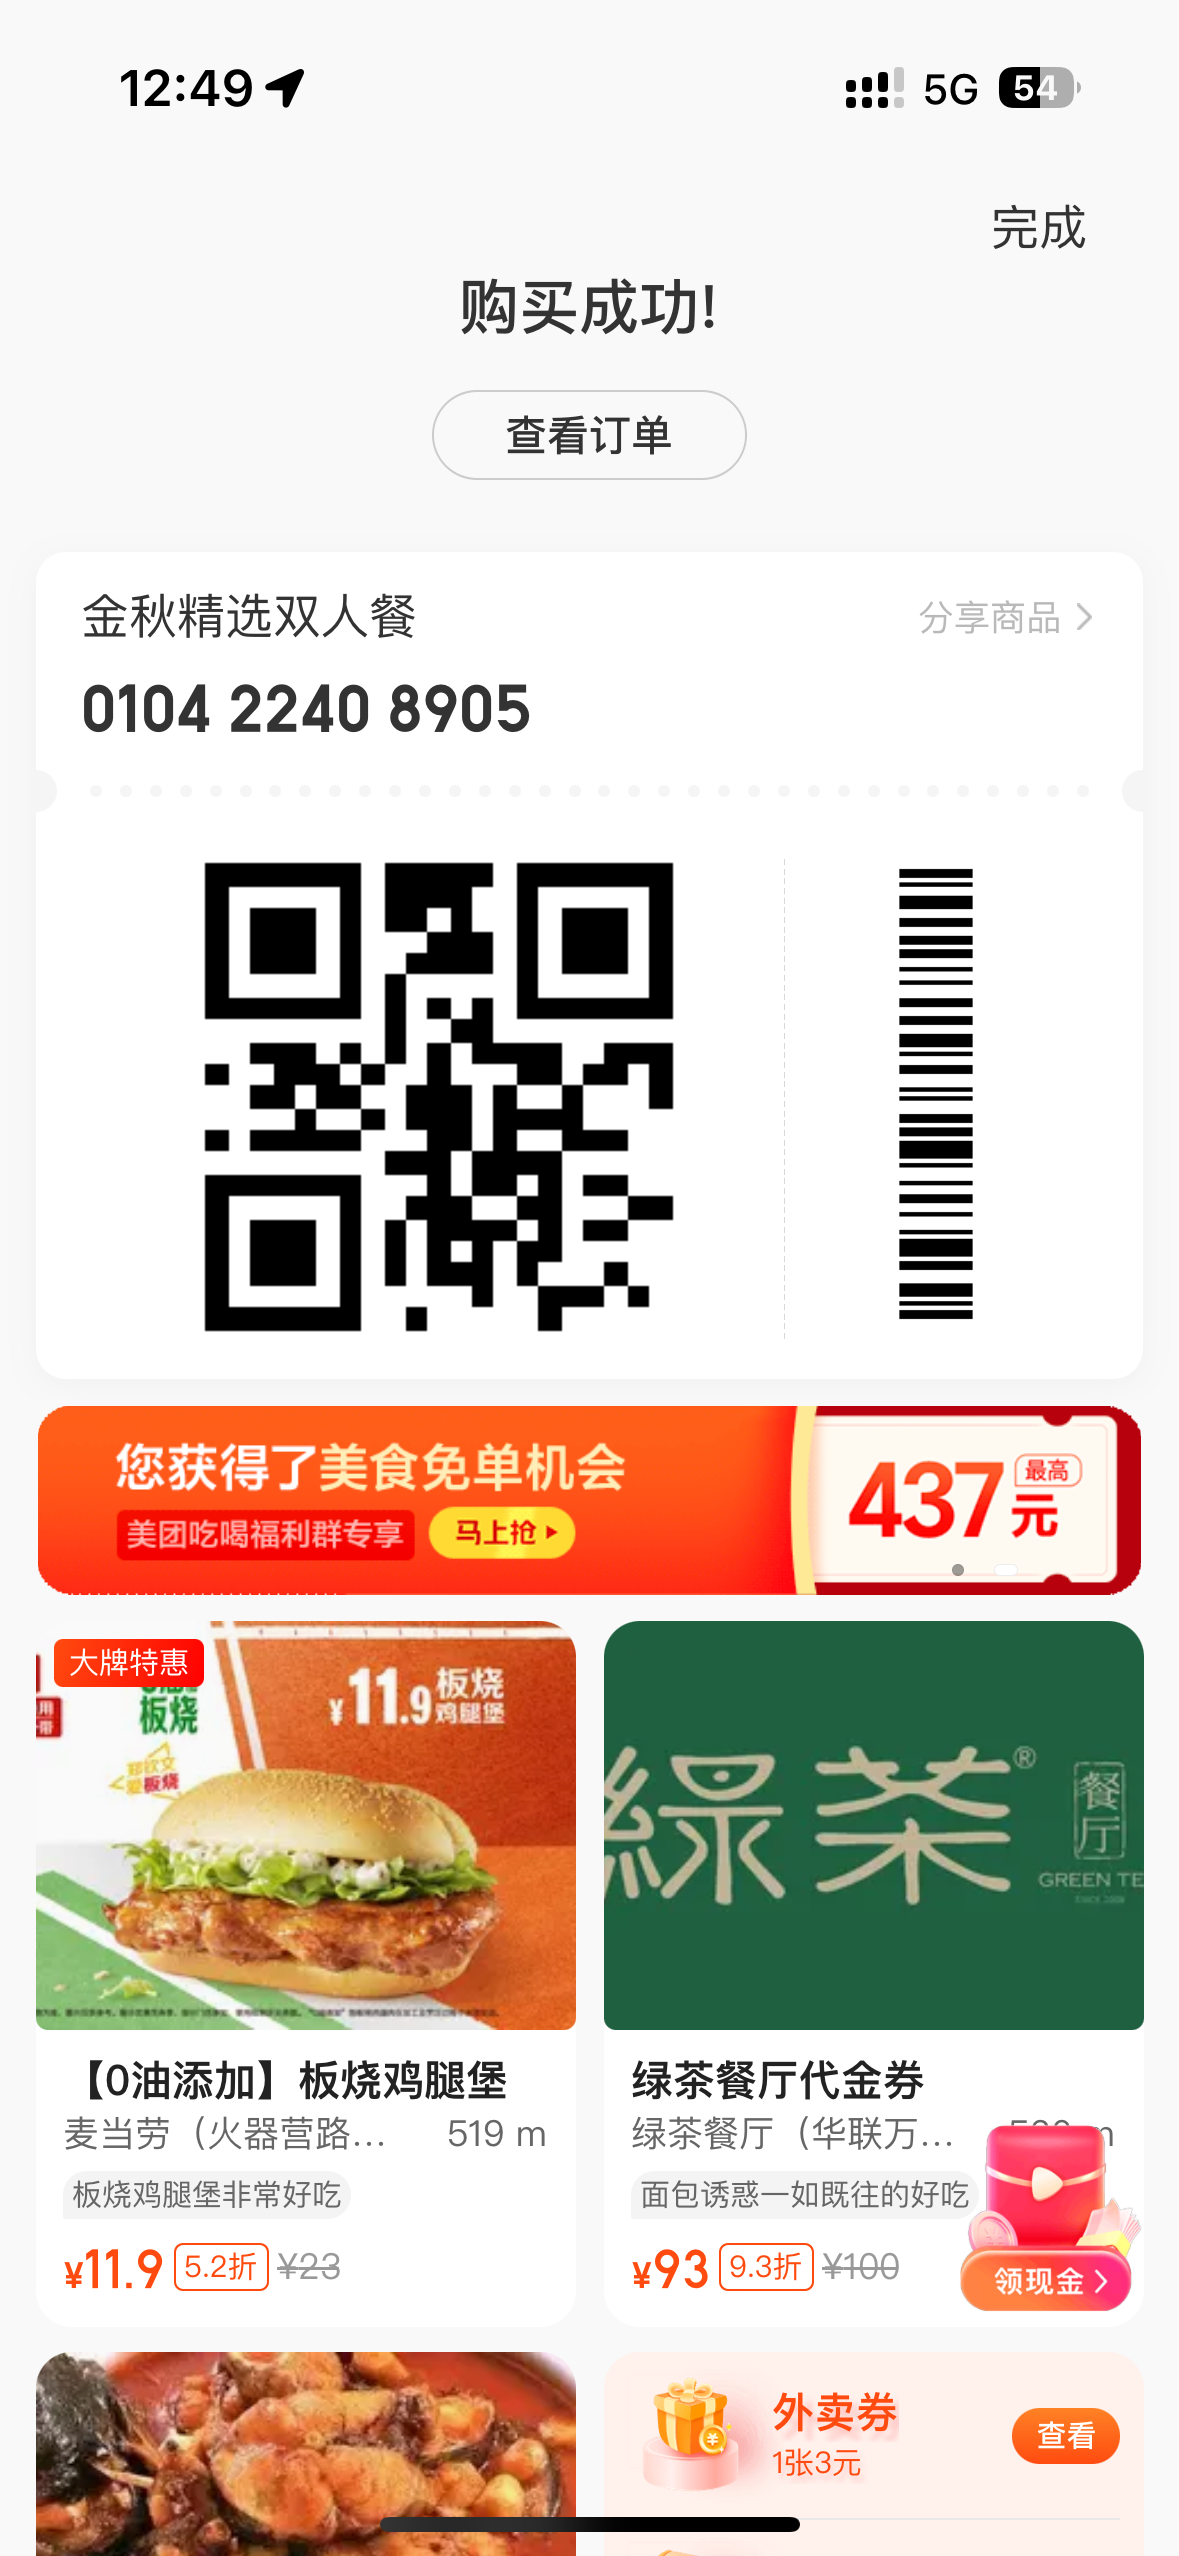 12:49
5G
54
完成
购买成功!
查看订单
金秋精选双人餐
分享商品
0104 2240 8905
您获得了美食免单机会
美团吃喝福利群专享
马上抢
437元
最高
大牌特惠
板烧
¥11.9板烧鸡腿堡
爱板烧
綠茶®
餐厅
GREEN TE
【0油添加】板烧鸡腿堡
麦当劳（火器营路...
519 m
板烧鸡腿堡非常好吃
¥11.9
5.2折
¥23
绿茶餐厅代金券
绿茶餐厅（华联万...
m
面包诱惑一如既往的好吃
¥93
9.3折
¥100
领现金
外卖券
1张3元
查看